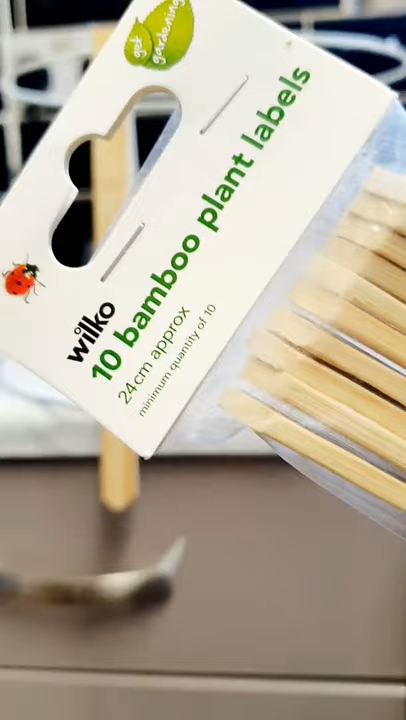 get
gardening
wilko
10 bamboo plant labels
24cm approx
minimum quantity of 10